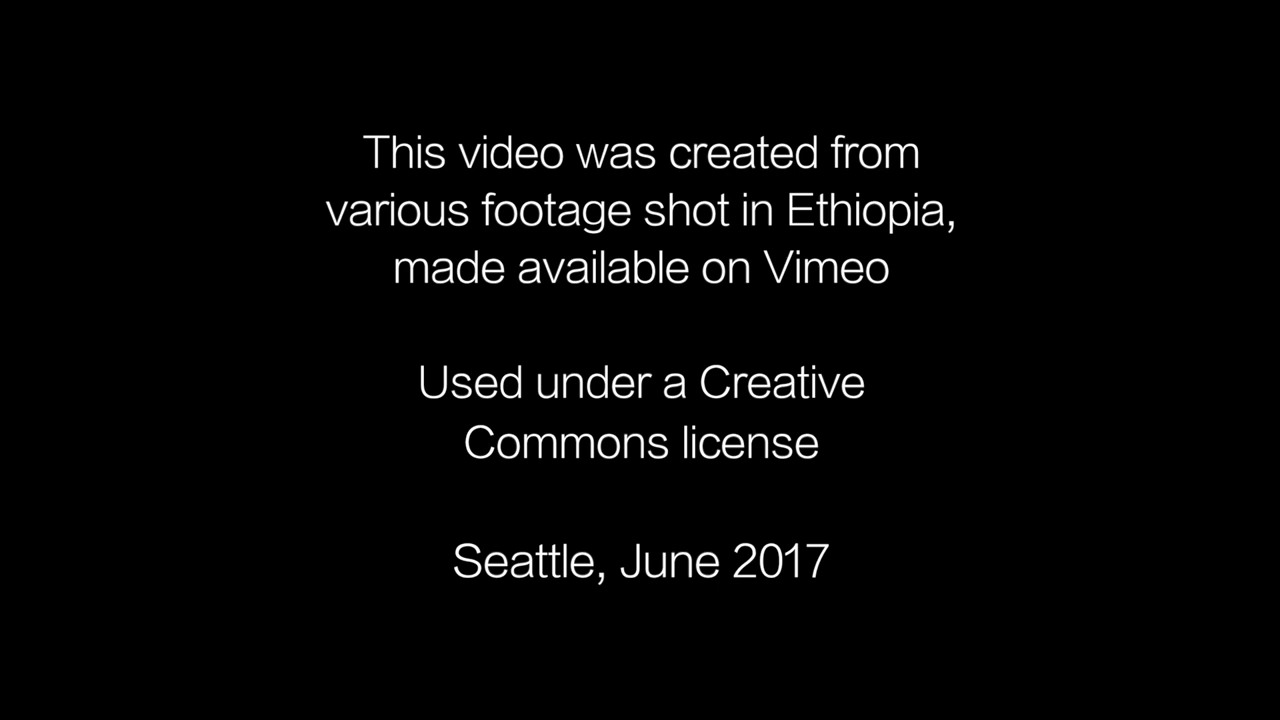 This video was created from
various footage shot in Ethiopia,
made available on Vimeo
Used under a Creative
Commons license
Seattle, June 2017